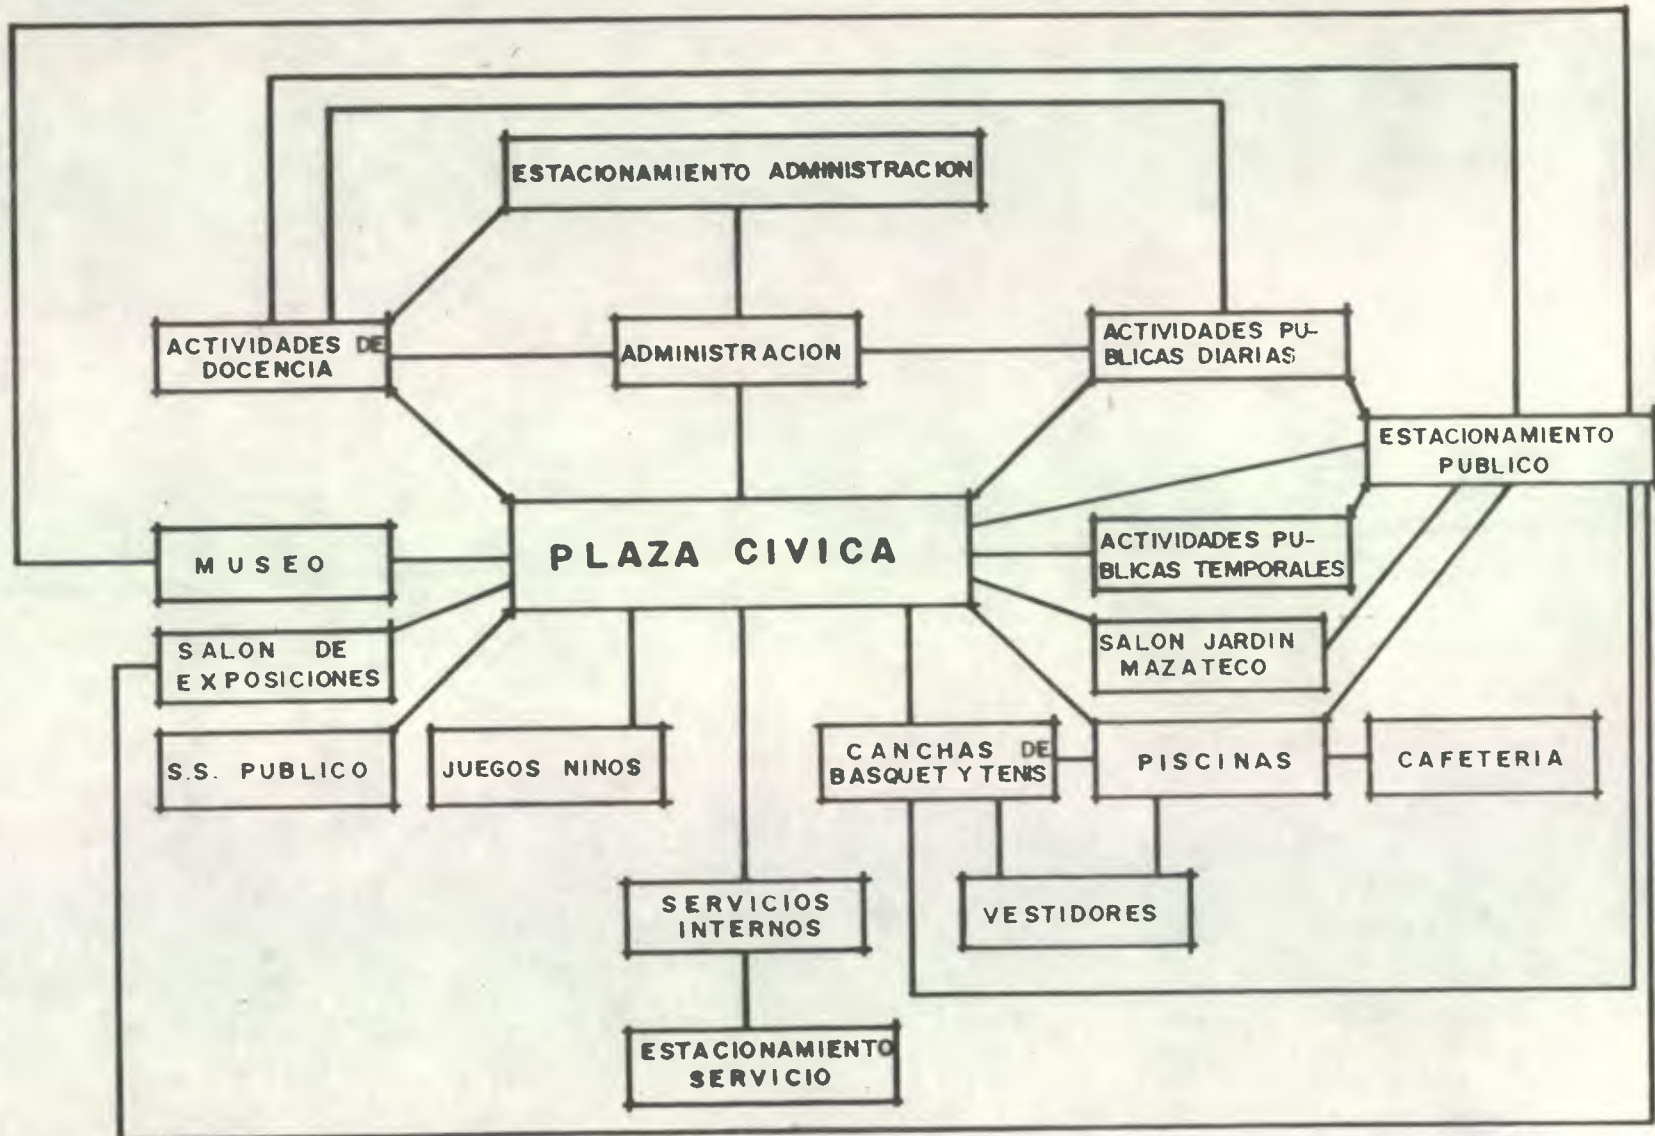 ESTACIONAMIENTO ADMINISTRACION
ACTIVIDADES DE
DOCENCIA
ADMINISTRACION
ACTIVIDADES PU-
BLICAS DIARIAS
ESTACIONAMIENTO
PUBLICO
MUSEO
PLAZA CIVICA
ACTIVIDADES PU-
BLICAS TEMPORALES
SALON DE
EXPOSICIONES
SALON JARDIN
MAZATECO
S.S. PUBLICO
JUEGOS NINOS
CANCHAS DE
BASQUET Y TENIS
PISCINAS
CAFETERIA
SERVICIOS
INTERNOS
VESTIDORES
ESTACIONAMIENTO
SERVICIO